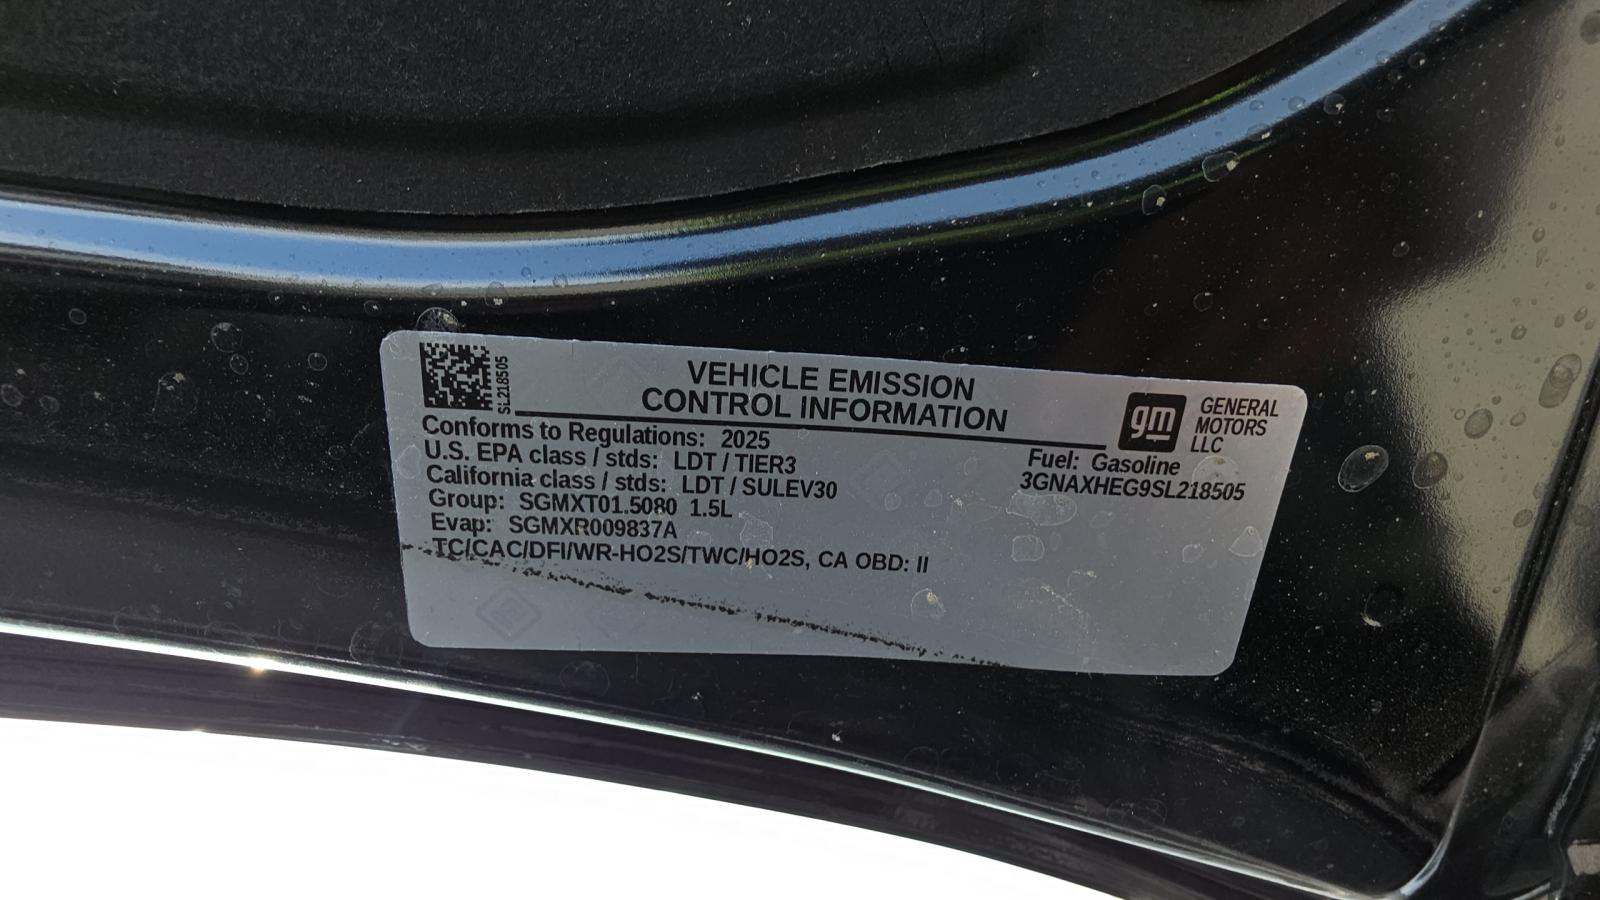 SL218505
VEHICLE EMISSION
CONTROL INFORMATION
gm
GENERAL
MOTORS
LLC
Conforms to Regulations: 2025
U.S. EPA class / stds: LDT / TIER3
California class / stds: LDT / SULEV30
Group: SGMXT01.5080 1.5L
Evap: SGMXR009837A
TC/CAC/DFI/WR-HO2S/TWC/HO2S, CA OBD: II
Fuel: Gasoline
3GNAXHEG9SL218505